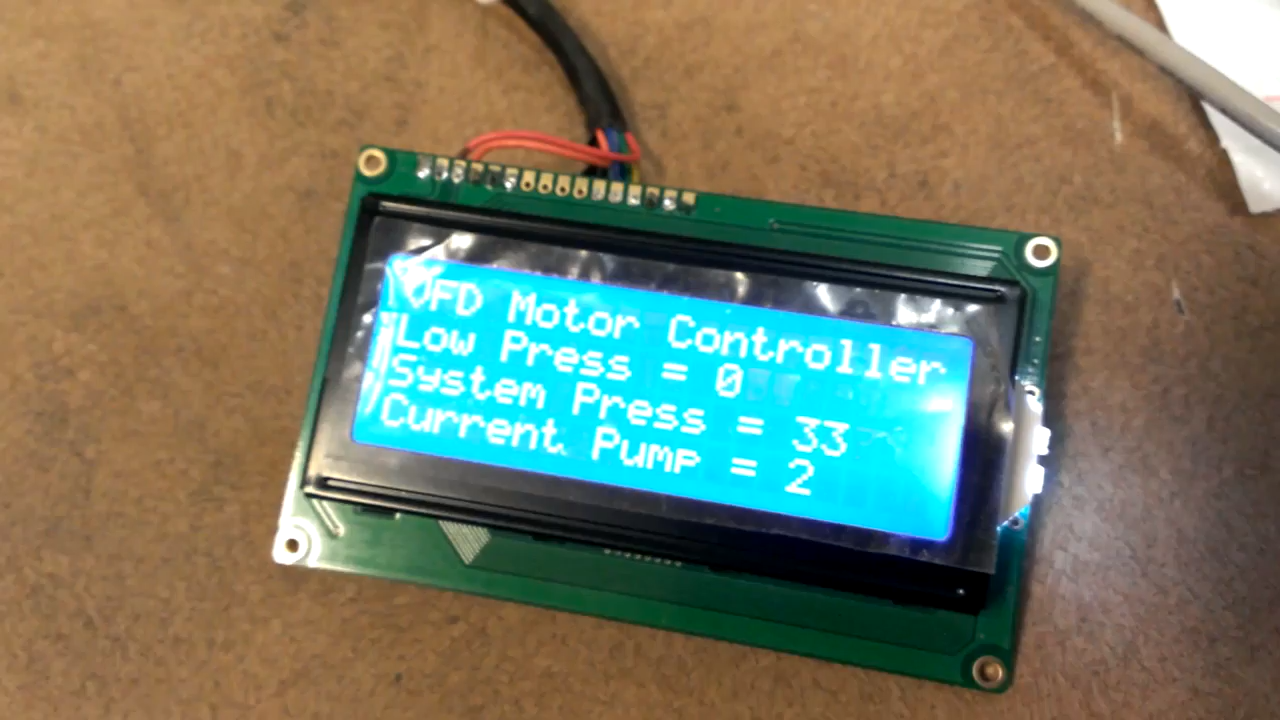 VFD Motor Controller
Low Press = 0
System Press = 33
Current Pump = 2